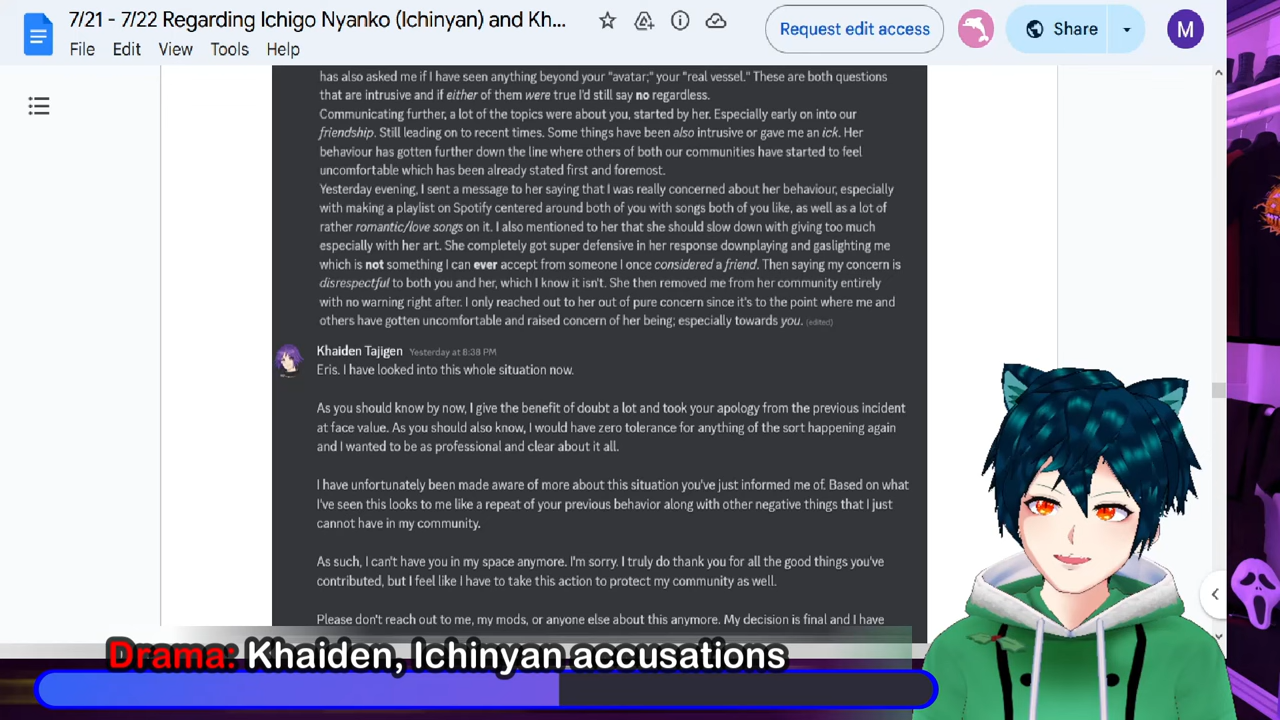 7/21 - 7/22 Regarding Ichigo Nyanko (Ichinyan) and Kh...
Request edit access
Share
M
File Edit View Tools Help
has also asked me if I have seen anything beyond your "avatar;" your "real vessel." These are both questions
that are intrusive and if either of them were true I'd still say no regardless.
Communicating further, a lot of the topics were about you, started by her. Especially early on into our
friendship. Still leading on to recent times. Some things have been also intrusive or gave me an ick. Her
behaviour has gotten further down the line where others of both our communities have started to feel
uncomfortable which has been already stated first and foremost.
Yesterday evening, I sent a message to her saying that I was really concerned about her behaviour, especially
with making a playlist on Spotify centered around both of you with songs both of you like, as well as a lot of
rather romantic/love songs on it. I also mentioned to her that she should slow down with giving too much
especially with her art. She completely got super defensive in her response downplaying and gaslighting me
which is not something I can ever accept from someone I once considered a friend. Then saying my concern is
disrespectful to both you and her, which I know it isn't. She then removed me from her community entirely
with no warning right after. I only reached out to her out of pure concern since it's to the point where me and
others have gotten uncomfortable and raised concern of her being; especially towards you. (edited)
Khaiden Tajigen Yesterday at 8:38 PM
Eris. I have looked into this whole situation now.
As you should know by now, I give the benefit of doubt a lot and took your apology from the previous incident
at face value. As you should also know, I would have zero tolerance for anything of the sort happening again
and I wanted to be as professional and clear about it all.
I have unfortunately been made aware of more about this situation you've just informed me of. Based on what
I've seen this looks to me like a repeat of your previous behavior along with other negative things that I just
cannot have in my community.
As such, I can't have you in my space anymore. I'm sorry. I truly do thank you for all the good things you've
contributed, but I feel like I have to take this action to protect my community as well.
Please don't reach out to me, my mods, or anyone else about this anymore. My decision is final and I have
Drama: Khaiden, Ichinyan accusations